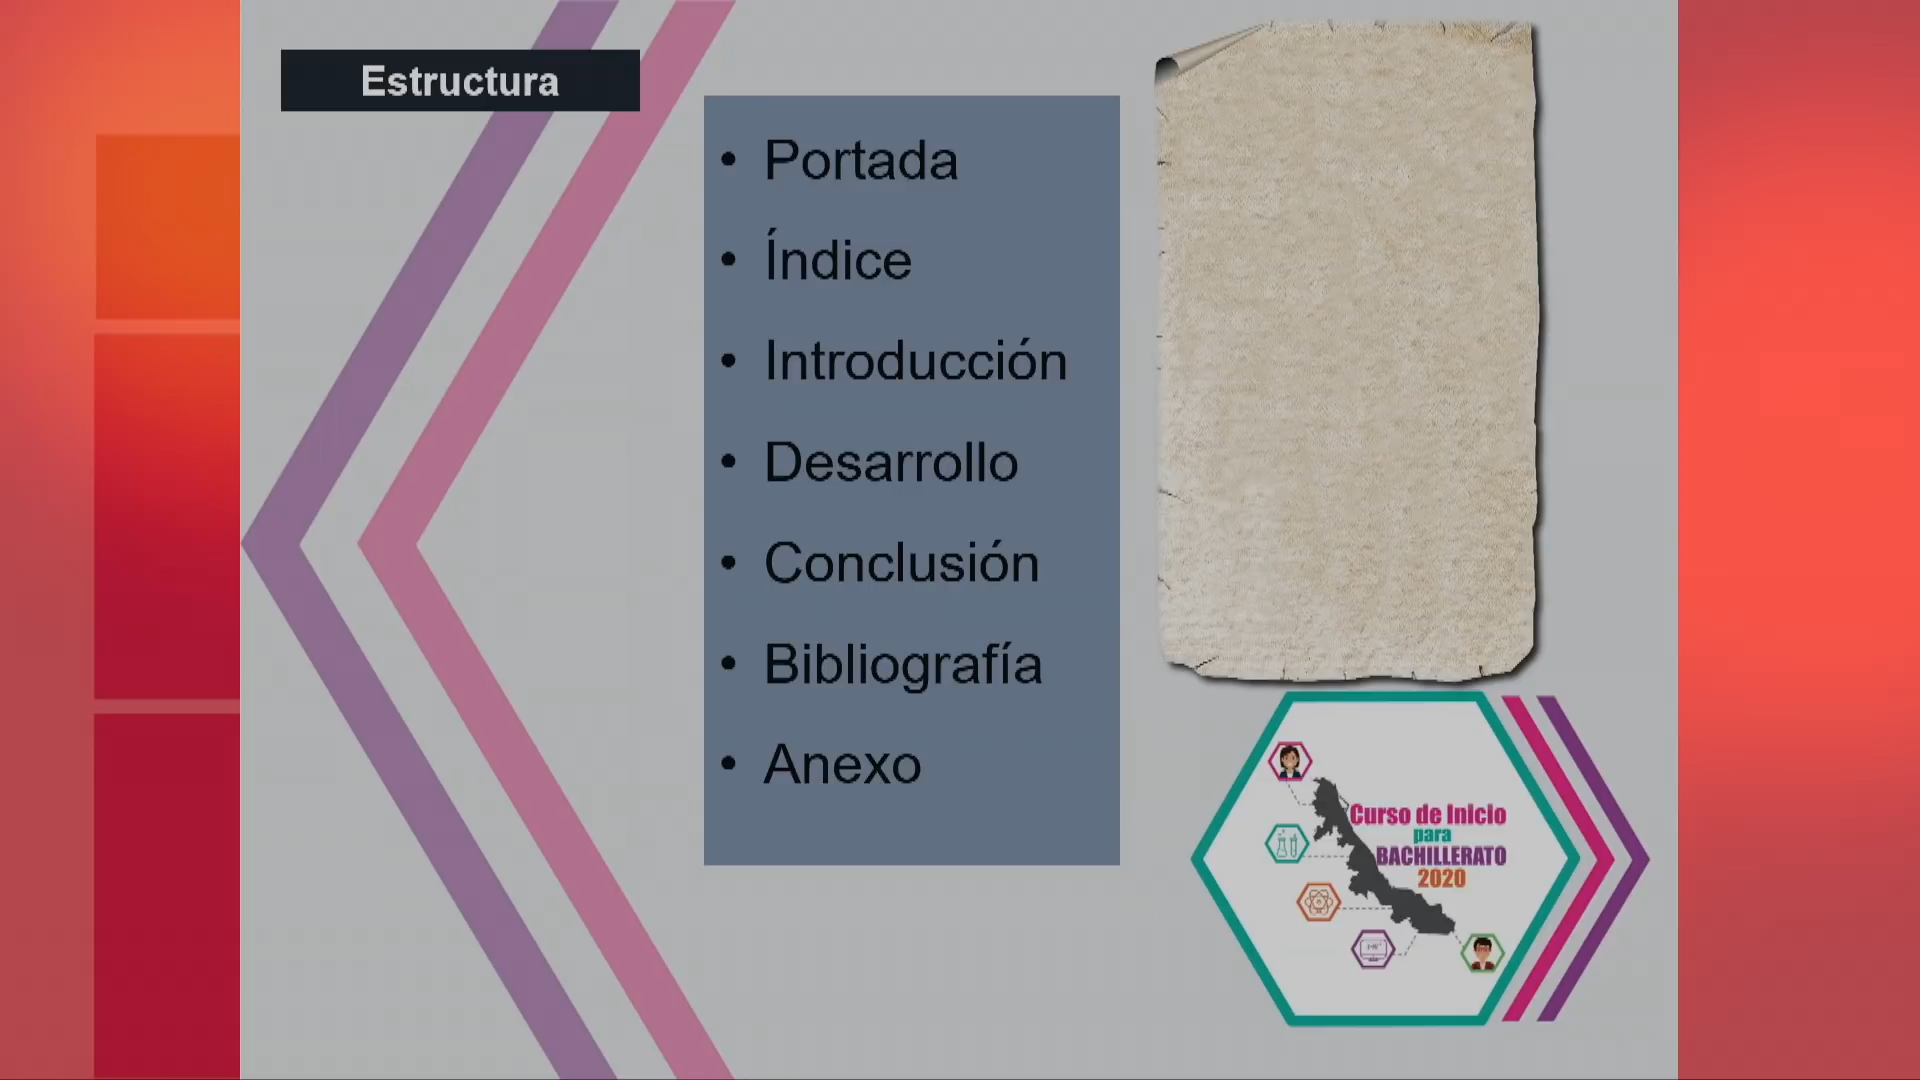 Estructura
• Portada
• Índice
• Introducción
• Desarrollo
• Conclusión
• Bibliografía
• Anexo
Curso de Inicio
para
BACHILLERATO
2020